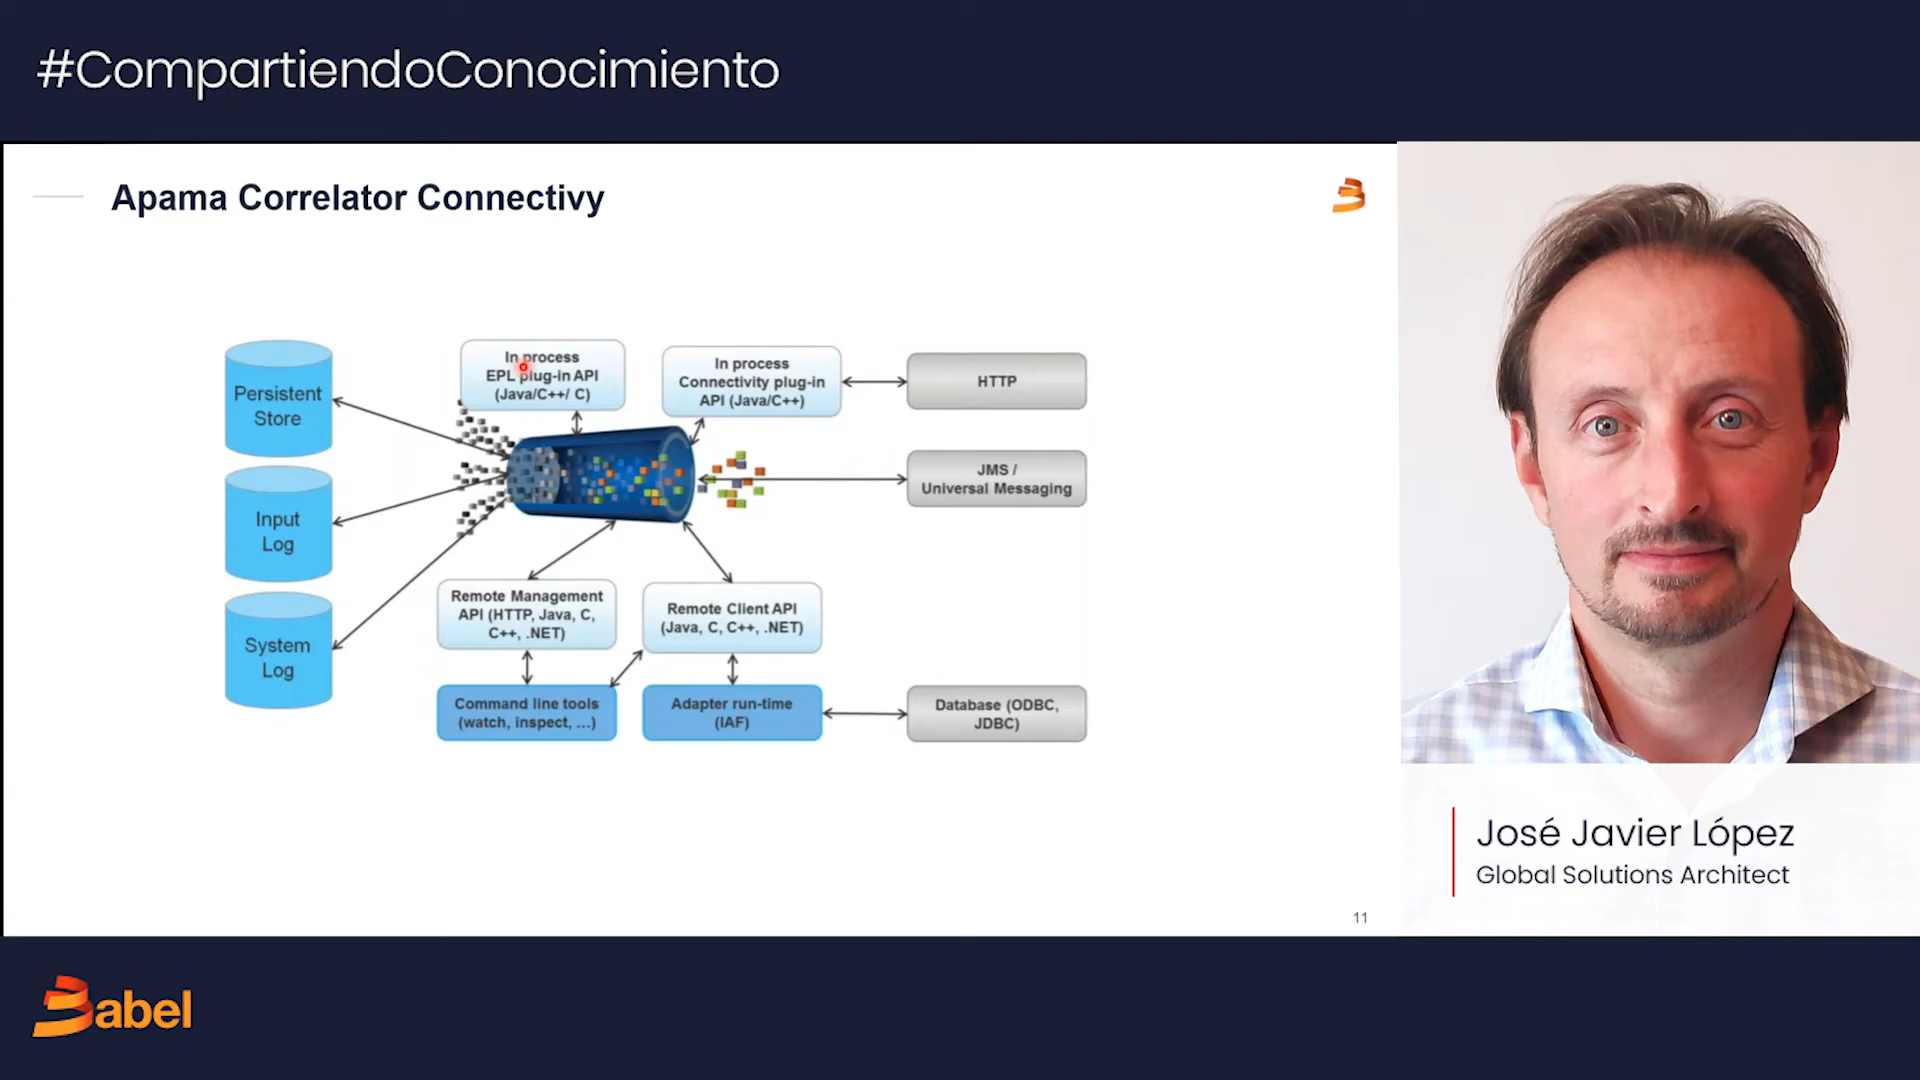 #CompartiendoConocimiento
Apama Correlator Connectivy
Persistent
Store
Input
Log
System
Log
In process
EPL plug-in API
(Java/C++/ C)
In process
Connectivity plug-in
API (Java/C++)
HTTP
JMS /
Universal Messaging
Remote Management
API (HTTP, Java, C,
C++, .NET)
Remote Client API
(Java, C, C++, .NET)
Command line tools
(watch, inspect, ...)
Adapter run-time
(IAF)
Database (ODBC,
JDBC)
José Javier López
Global Solutions Architect
11
Babel